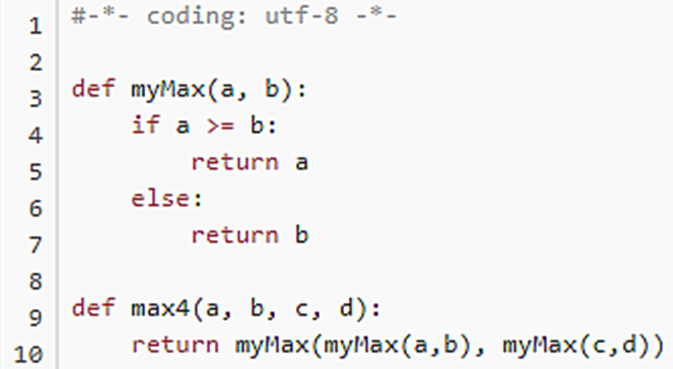 1 #-*- coding: utf-8 -*-
2
3 def myMax(a, b):
4     if a >= b:
5         return a
6     else:
7         return b
8
9 def max4(a, b, c, d):
10     return myMax(myMax(a,b), myMax(c,d))